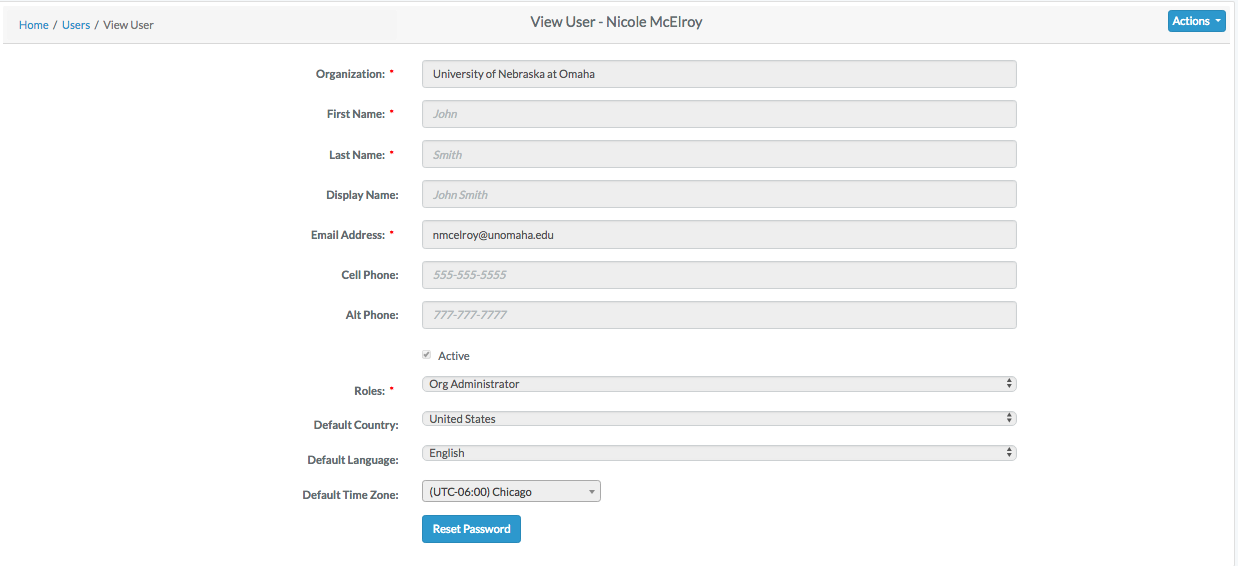 Home / Users / View User
View User - Nicole McElroy
Actions
Organization: * University of Nebraska at Omaha
First Name: * John
Last Name: * Smith
Display Name: John Smith
Email Address: * nmcelroy@unomaha.edu
Cell Phone: 555-555-5555
Alt Phone: 777-777-7777
Active
Roles: * Org Administrator
Default Country: United States
Default Language: English
Default Time Zone: (UTC-06:00) Chicago
Reset Password